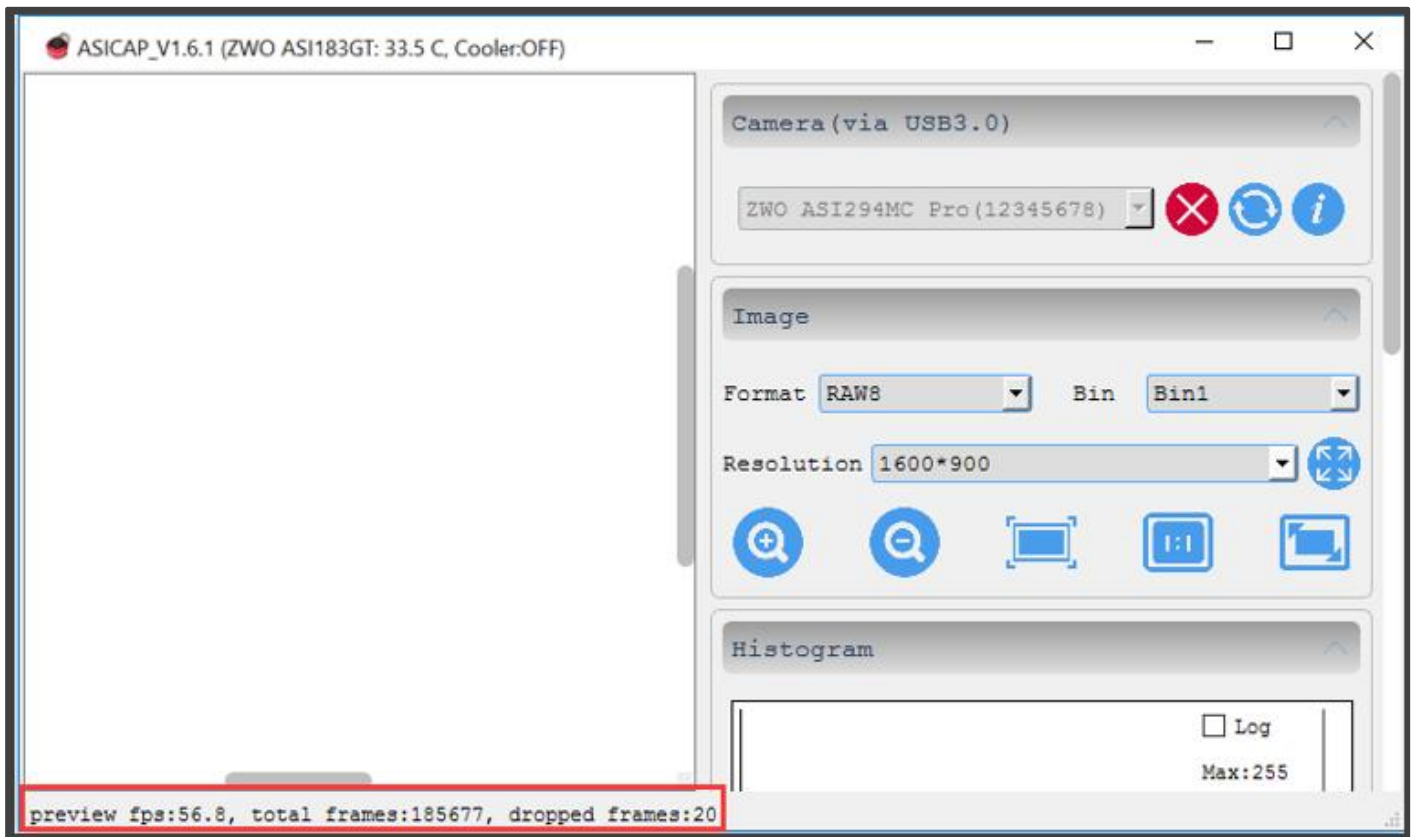 ASICAP_V1.6.1 (ZWO ASI183GT: 33.5 C, Cooler:OFF)
Camera(via USB3.0)
ZWO ASI294MC Pro(12345678)
Image
Format RAW8 Bin Bin1
Resolution 1600*900
1:1
Histogram
Log
Max:255
preview fps:56.8, total frames:185677, dropped frames:20